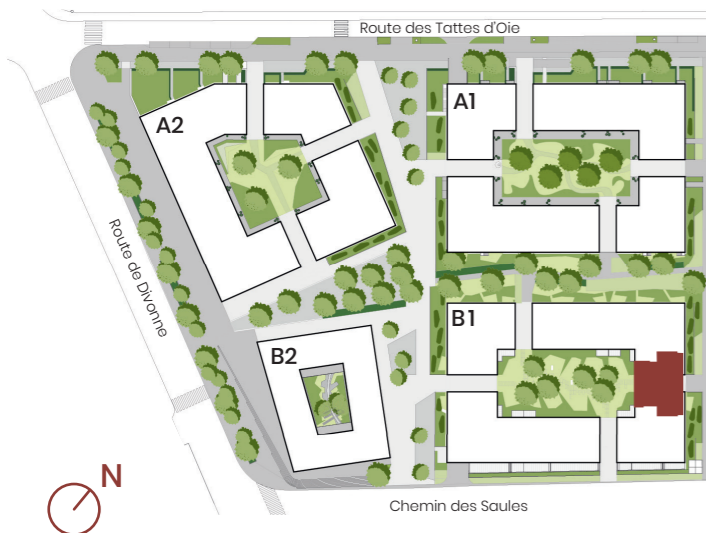 Route des Tattes d'Oie
A2
A1
Route de Divonne
B1
B2
N
Chemin des Saules